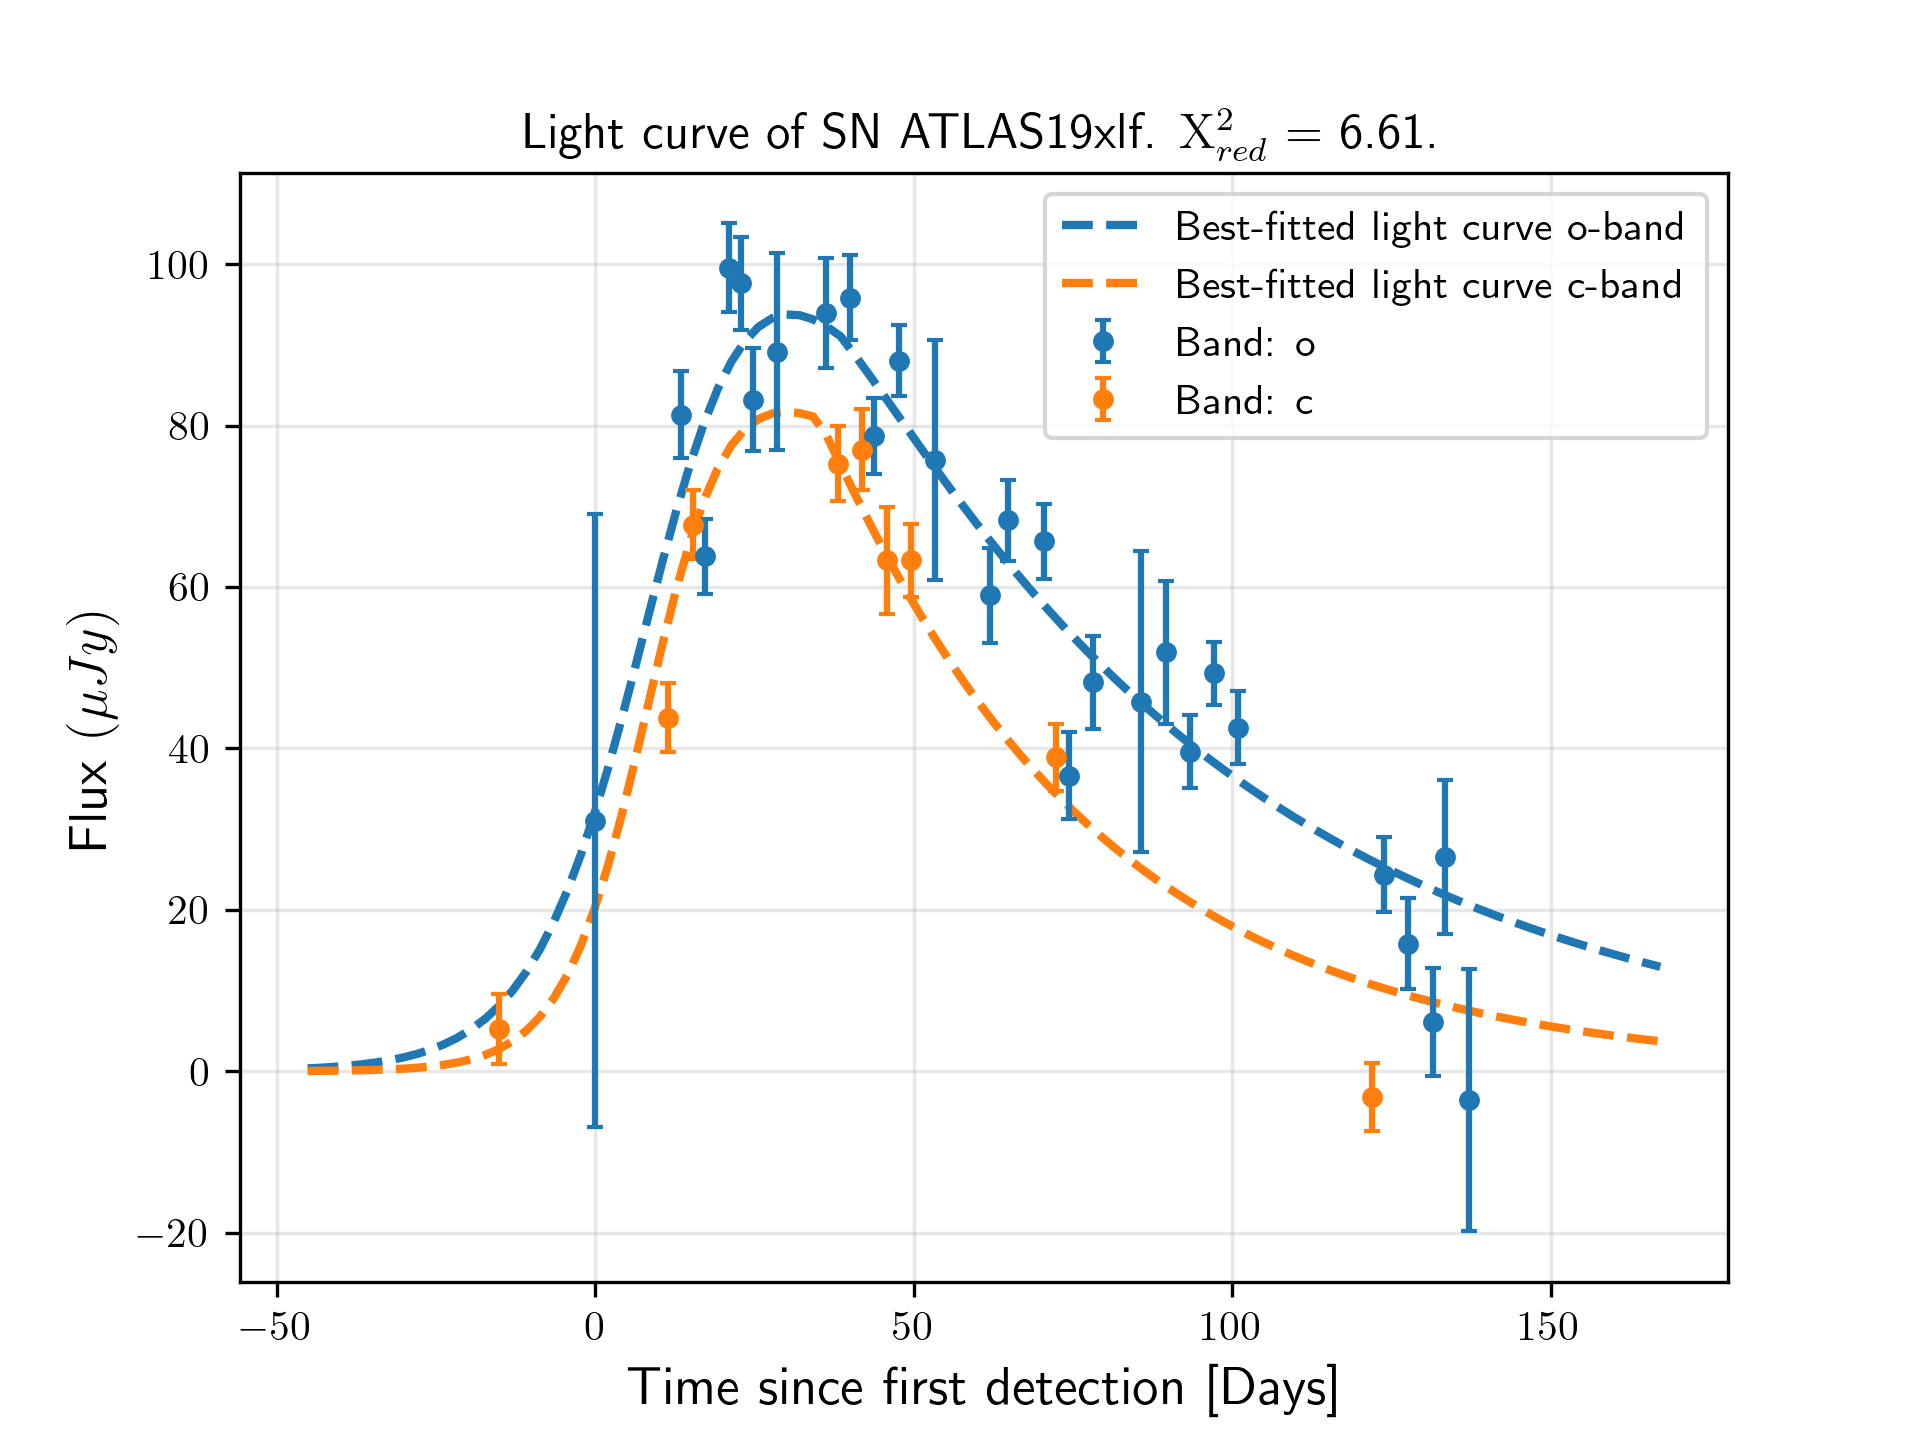 Light curve of SN ATLAS19xlf. X²red = 6.61.
Best-fitted light curve o-band
Best-fitted light curve c-band
Band: o
Band: c
Flux (μJy)
100
80
60
40
20
0
−20
−50 0 50 100 150
Time since first detection [Days]